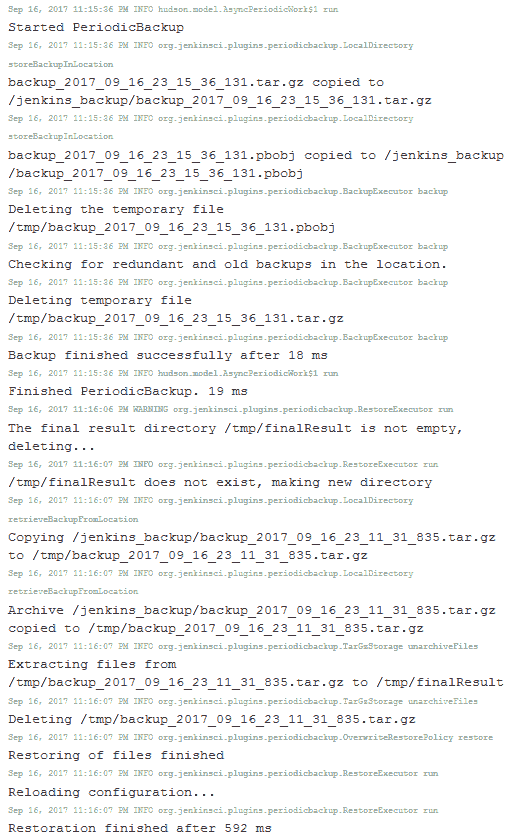 Sep 16, 2017 11:15:36 PM INFO hudson.model.AsyncPeriodicWork$1 run
Started PeriodicBackup
Sep 16, 2017 11:15:36 PM INFO org.jenkinsci.plugins.periodicbackup.LocalDirectory
storeBackupInLocation
backup_2017_09_16_23_15_36_131.tar.gz copied to
/jenkins_backup/backup_2017_09_16_23_15_36_131.tar.gz
Sep 16, 2017 11:15:36 PM INFO org.jenkinsci.plugins.periodicbackup.LocalDirectory
storeBackupInLocation
backup_2017_09_16_23_15_36_131.pbobj copied to /jenkins_backup
/backup_2017_09_16_23_15_36_131.pbobj
Sep 16, 2017 11:15:36 PM INFO org.jenkinsci.plugins.periodicbackup.BackupExecutor backup
Deleting the temporary file
/tmp/backup_2017_09_16_23_15_36_131.pbobj
Sep 16, 2017 11:15:36 PM INFO org.jenkinsci.plugins.periodicbackup.BackupExecutor backup
Checking for redundant and old backups in the location.
Sep 16, 2017 11:15:36 PM INFO org.jenkinsci.plugins.periodicbackup.BackupExecutor backup
Deleting temporary file
/tmp/backup_2017_09_16_23_15_36_131.tar.gz
Sep 16, 2017 11:15:36 PM INFO org.jenkinsci.plugins.periodicbackup.BackupExecutor backup
Backup finished successfully after 18 ms
Sep 16, 2017 11:15:36 PM INFO hudson.model.AsyncPeriodicWork$1 run
Finished PeriodicBackup. 19 ms
Sep 16, 2017 11:16:06 PM WARNING org.jenkinsci.plugins.periodicbackup.RestoreExecutor run
The final result directory /tmp/finalResult is not empty,
deleting...
Sep 16, 2017 11:16:07 PM INFO org.jenkinsci.plugins.periodicbackup.RestoreExecutor run
/tmp/finalResult does not exist, making new directory
Sep 16, 2017 11:16:07 PM INFO org.jenkinsci.plugins.periodicbackup.LocalDirectory
retrieveBackupFromLocation
Copying /jenkins_backup/backup_2017_09_16_23_11_31_835.tar.gz
to /tmp/backup_2017_09_16_23_11_31_835.tar.gz
Sep 16, 2017 11:16:07 PM INFO org.jenkinsci.plugins.periodicbackup.LocalDirectory
retrieveBackupFromLocation
Archive /jenkins_backup/backup_2017_09_16_23_11_31_835.tar.gz
copied to /tmp/backup_2017_09_16_23_11_31_835.tar.gz
Sep 16, 2017 11:16:07 PM INFO org.jenkinsci.plugins.periodicbackup.TarGzStorage unarchiveFiles
Extracting files from
/tmp/backup_2017_09_16_23_11_31_835.tar.gz to /tmp/finalResult
Sep 16, 2017 11:16:07 PM INFO org.jenkinsci.plugins.periodicbackup.TarGzStorage unarchiveFiles
Deleting /tmp/backup_2017_09_16_23_11_31_835.tar.gz
Sep 16, 2017 11:16:07 PM INFO org.jenkinsci.plugins.periodicbackup.OverwriteRestorePolicy restore
Restoring of files finished
Sep 16, 2017 11:16:07 PM INFO org.jenkinsci.plugins.periodicbackup.RestoreExecutor run
Reloading configuration...
Sep 16, 2017 11:16:07 PM INFO org.jenkinsci.plugins.periodicbackup.RestoreExecutor run
Restoration finished after 592 ms